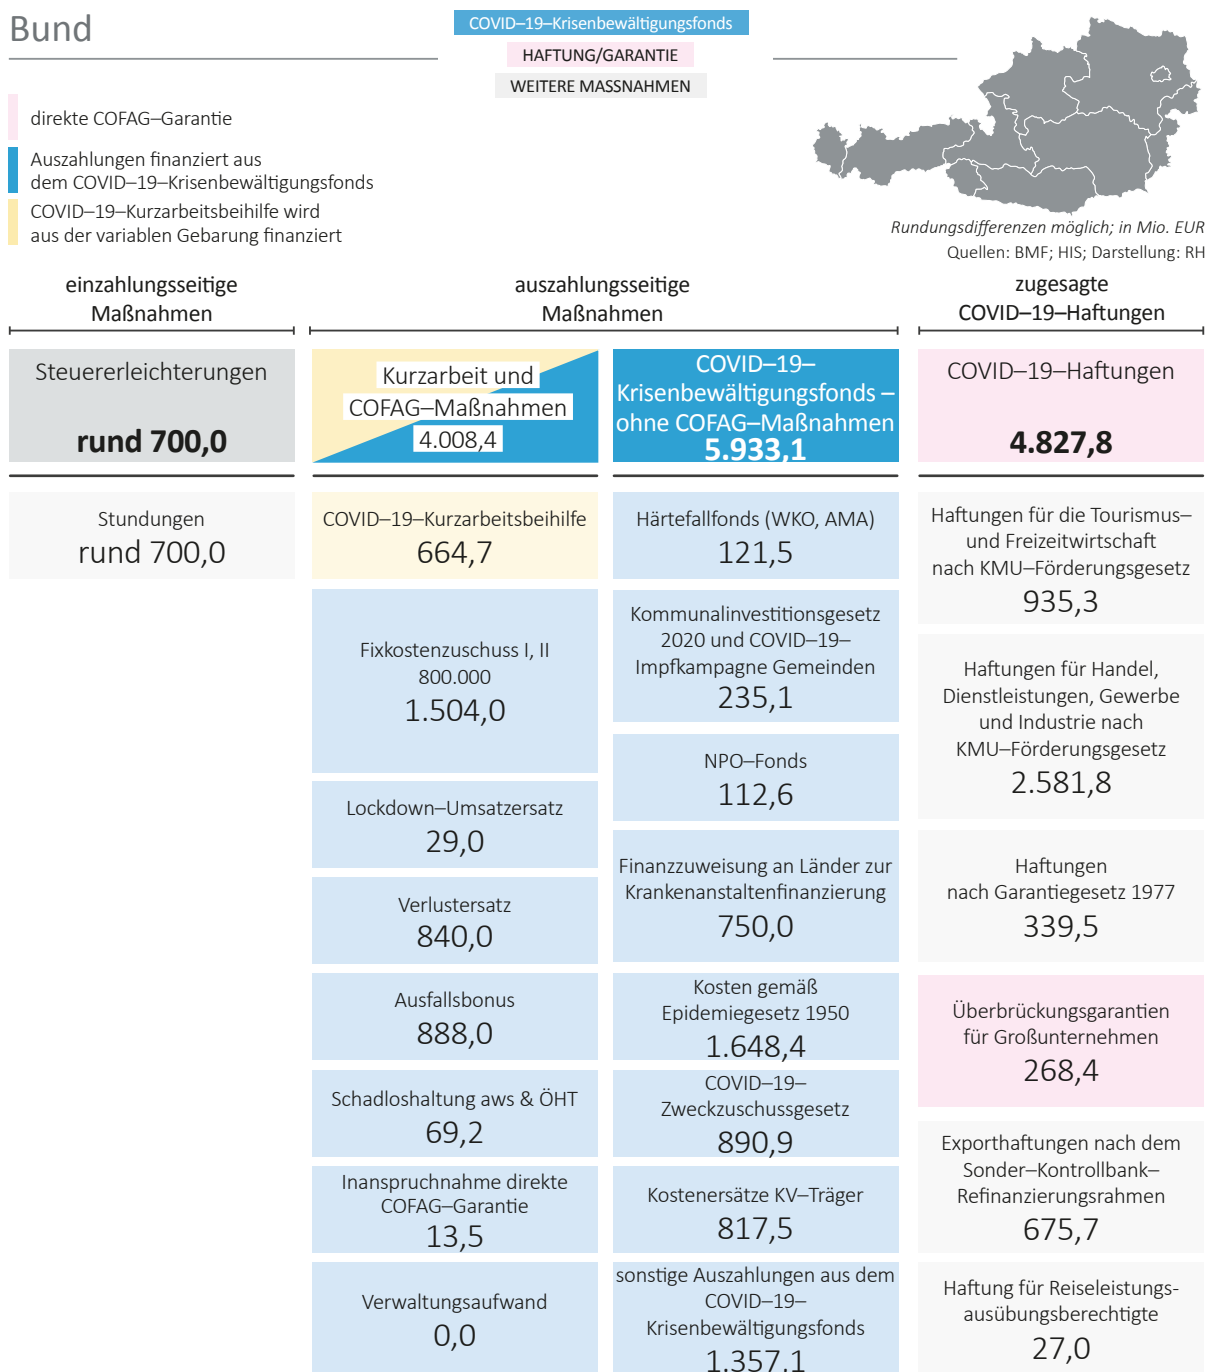 Bund
COVID–19–Krisenbewältigungsfonds
HAFTUNG/GARANTIE
WEITERE MASSNAHMEN
direkte COFAG–Garantie
Auszahlungen finanziert aus
dem COVID–19–Krisenbewältigungsfonds
COVID–19–Kurzarbeitsbeihilfe wird
aus der variablen Gebarung finanziert
Rundungsdifferenzen möglich; in Mio. EUR
Quellen: BMF; HIS; Darstellung: RH
einzahlungsseitige
Maßnahmen
Steuererleichterungen
rund 700,0
Stundungen
rund 700,0
auszahlungsseitige
Maßnahmen
Kurzarbeit und
COFAG–Maßnahmen
4.008,4
COVID–19–Kurzarbeitsbeihilfe
664,7
Fixkostenzuschuss I, II
800.000
1.504,0
Lockdown–Umsatzersatz
29,0
Verlustersatz
840,0
Ausfallsbonus
888,0
Schadloshaltung aws & ÖHT
69,2
Inanspruchnahme direkte
COFAG–Garantie
13,5
Verwaltungsaufwand
0,0
COVID–19–
Krisenbewältigungsfonds –
ohne COFAG–Maßnahmen
5.933,1
Härtefallfonds (WKO, AMA)
121,5
Kommunalinvestitionsgesetz
2020 und COVID–19–
Impfkampagne Gemeinden
235,1
NPO–Fonds
112,6
Finanzzuweisung an Länder zur
Krankenanstaltenfinanzierung
750,0
Kosten gemäß
Epidemiegesetz 1950
1.648,4
COVID–19–
Zweckzuschussgesetz
890,9
Kostenersätze KV–Träger
817,5
sonstige Auszahlungen aus dem
COVID–19–
Krisenbewältigungsfonds
1.357,1
zugesagte
COVID–19–Haftungen
COVID–19–Haftungen
4.827,8
Haftungen für die Tourismus–
und Freizeitwirtschaft
nach KMU–Förderungsgesetz
935,3
Haftungen für Handel,
Dienstleistungen, Gewerbe
und Industrie nach
KMU–Förderungsgesetz
2.581,8
Haftungen
nach Garantiegesetz 1977
339,5
Überbrückungsgarantien
für Großunternehmen
268,4
Exporthaftungen nach dem
Sonder–Kontrollbank–
Refinanzierungsrahmen
675,7
Haftung für Reiseleistungs-
ausübungsberechtigte
27,0